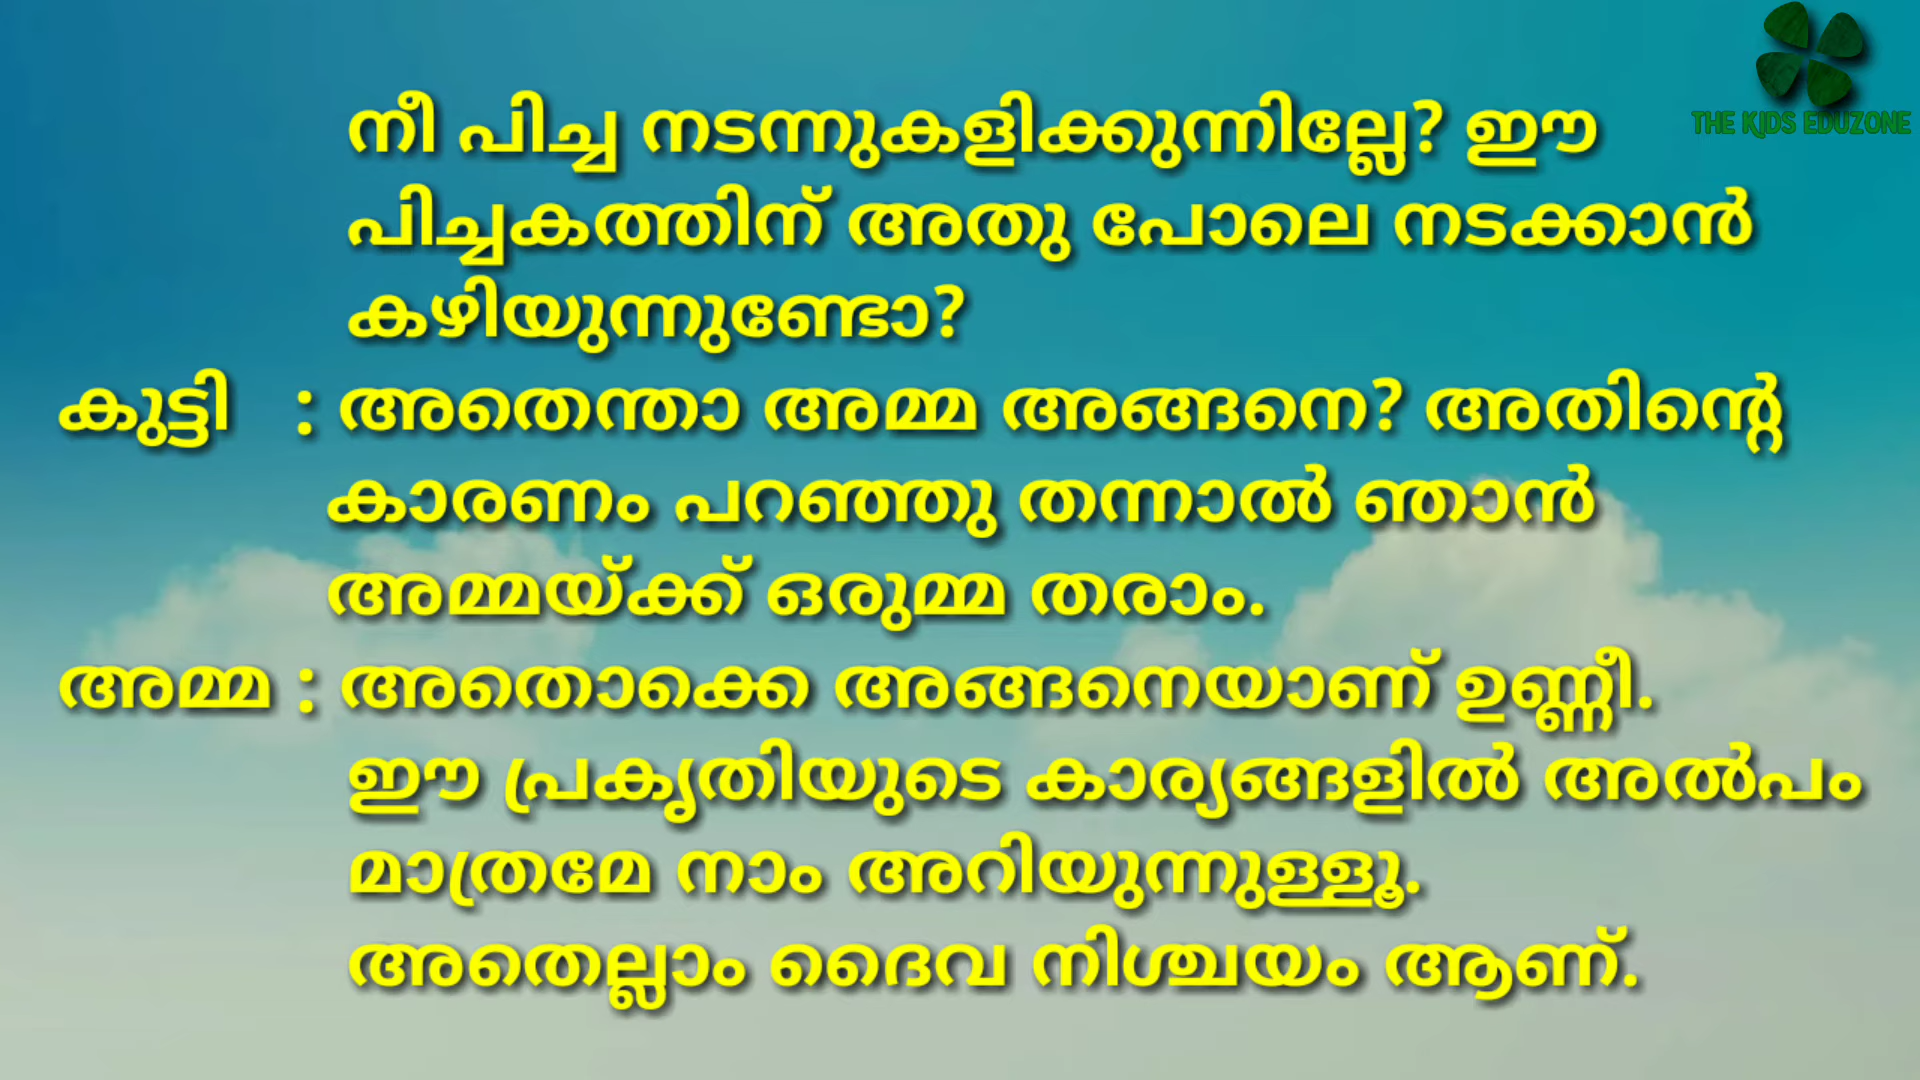 THE KIDS EDUZONE
നീ പിച്ച നടന്നുകളിക്കുന്നില്ലേ? ഈ
പിച്ചകത്തിന് അതു പോലെ നടക്കാൻ
കഴിയുന്നുണ്ടോ?
കുട്ടി : അതെന്താ അമ്മ അങ്ങനെ? അതിന്റെ
കാരണം പറഞ്ഞു തന്നാൽ ഞാൻ
അമ്മയ്ക്ക് ഒരുമ്മ തരാം.
അമ്മ : അതൊക്കെ അങ്ങനെയാണ് ഉണ്ണീ.
ഈ പ്രകൃതിയുടെ കാര്യങ്ങളിൽ അൽപം
മാത്രമേ നാം അറിയുന്നുള്ളൂ.
അതെല്ലാം ദൈവ നിശ്ചയം ആണ്.